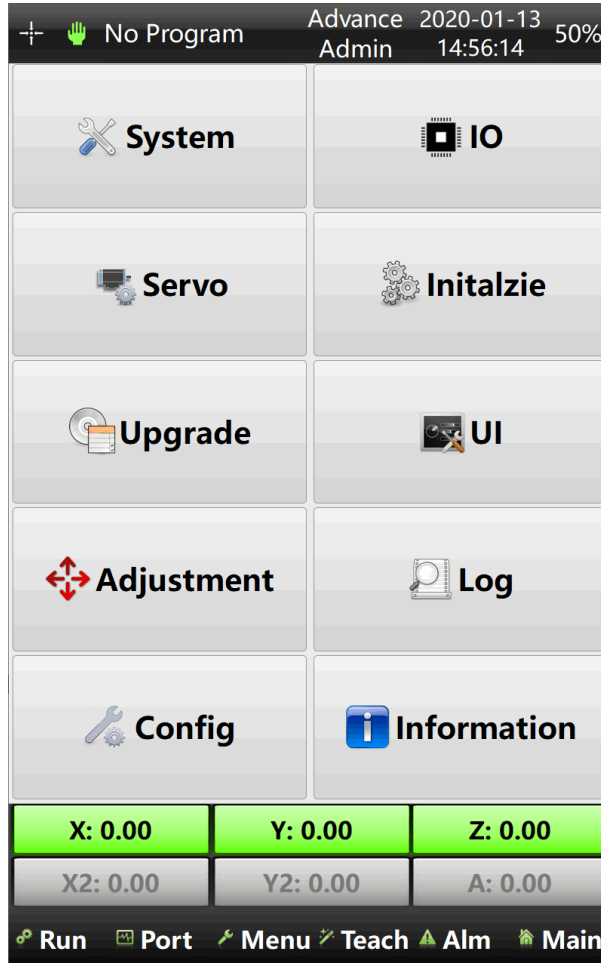 No Program Advance 2020-01-13 50%
Admin 14:56:14
System IO
Servo Initalzie
Upgrade UI
Adjustment Log
Config Information
X: 0.00 Y: 0.00 Z: 0.00
X2: 0.00 Y2: 0.00 A: 0.00
Run Port Menu Teach Alm Main